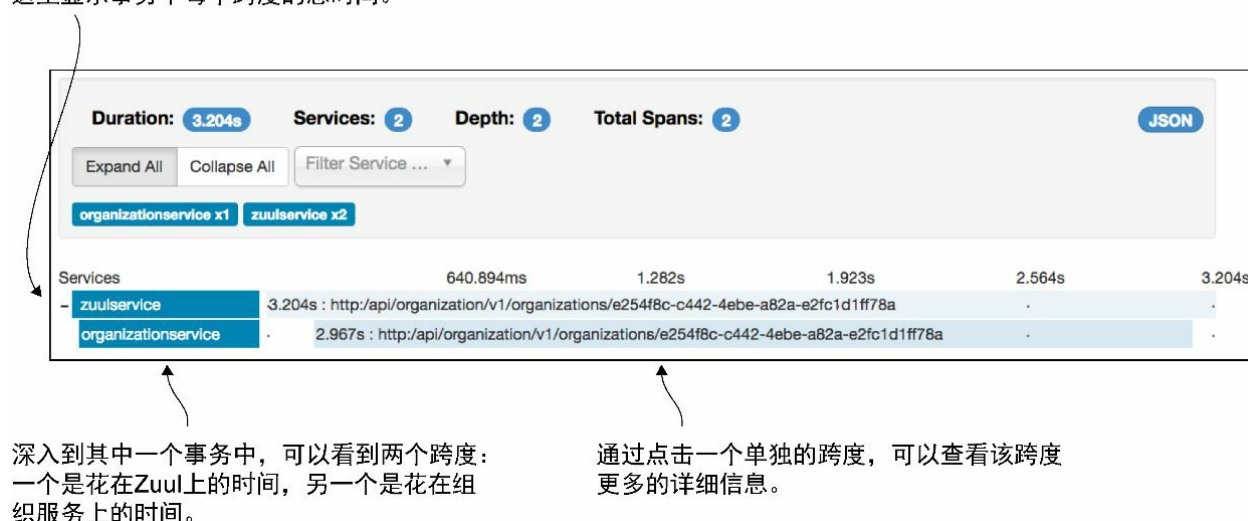 Duration: 3.204s Services: 2 Depth: 2 Total Spans: 2 JSON
Expand All Collapse All Filter Service ...
organizationservice x1 zuulservice x2
Services 640.894ms 1.282s 1.923s 2.564s 3.204s
- zuulservice 3.204s : http:/api/organization/v1/organizations/e254f8c-c442-4ebe-a82a-e2fc1d1ff78a
organizationservice 2.967s : http:/api/organization/v1/organizations/e254f8c-c442-4ebe-a82a-e2fc1d1ff78a
深入到其中一个事务中，可以看到两个跨度：
一个是花在Zuul上的时间，另一个是花在组
织服务上的时间。
通过点击一个单独的跨度，可以查看该跨度
更多的详细信息。